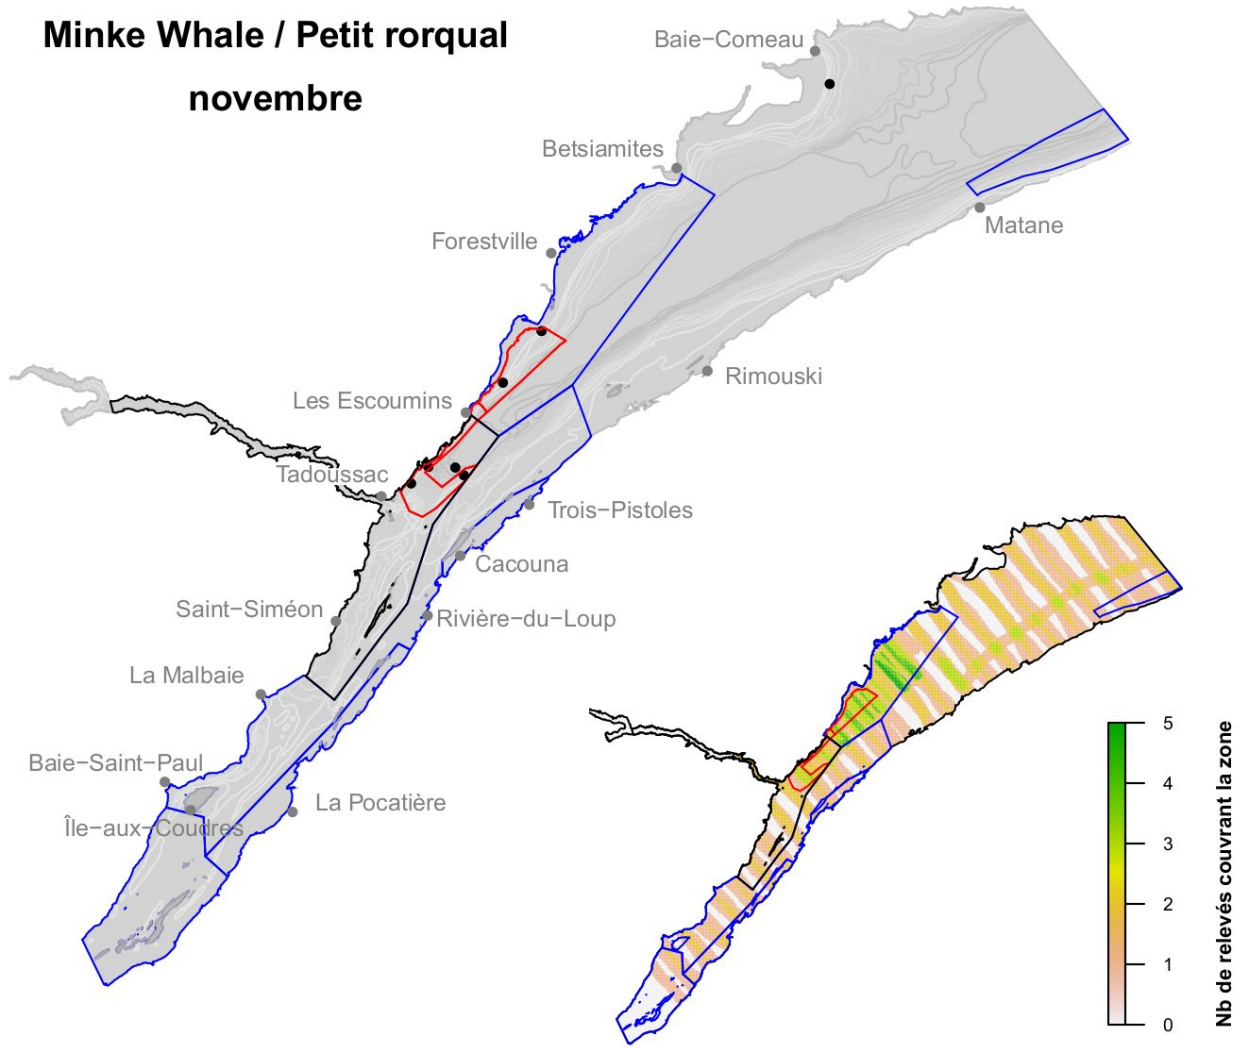 Minke Whale / Petit rorqual
novembre
Baie−Comeau
Betsiamites
Matane
Forestville
Rimouski
Les Escoumins
Tadoussac
Trois−Pistoles
Cacouna
Saint−Siméon
Rivière−du−Loup
La Malbaie
Baie−Saint−Paul
La Pocatière
Île−aux−Coudres
5
4
3
2
1
0
Nb de relevés couvrant la zone